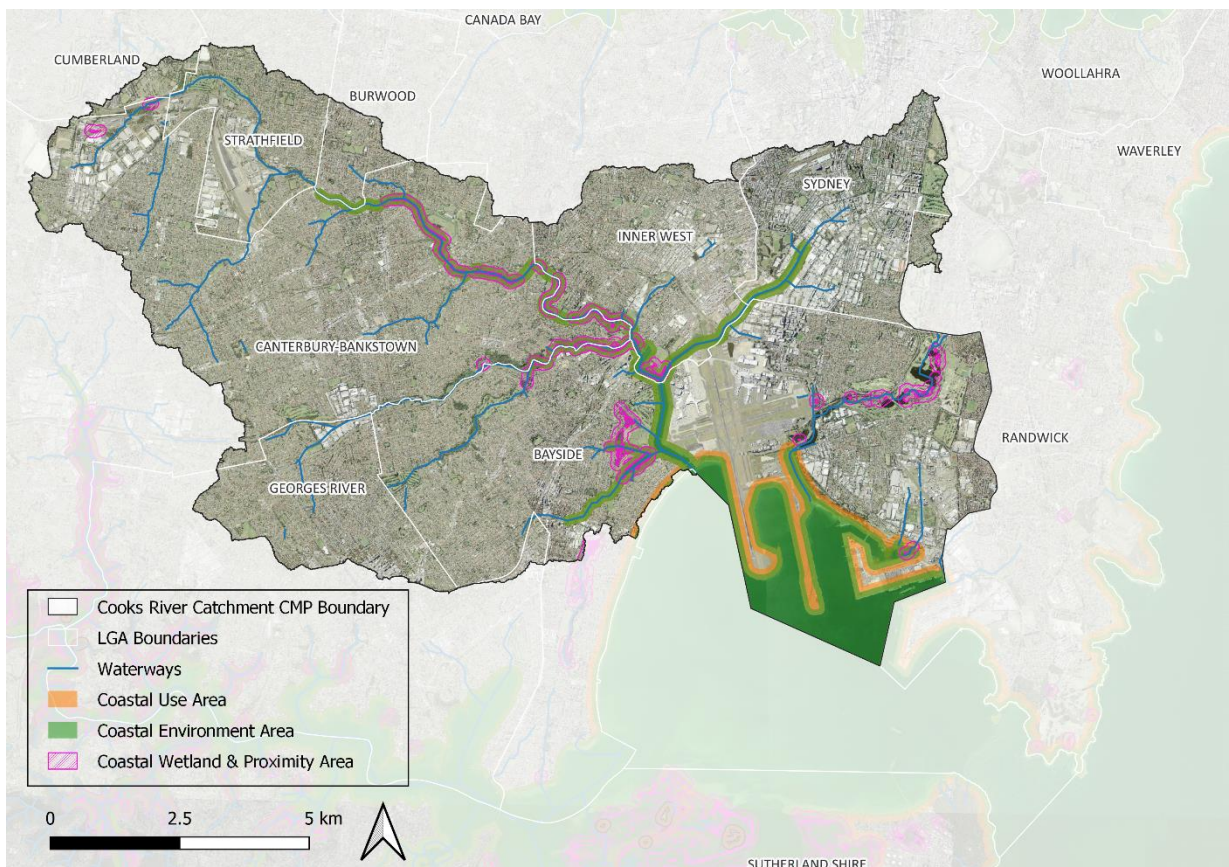 CANADA BAY
CUMBERLAND
WOOLLAHRA
BURWOOD
STRATHFIELD
WAVERLEY
SYDNEY
INNER WEST
CANTERBURY-BANKSTOWN
RANDWICK
BAYSIDE
GEORGES RIVER
Cooks River Catchment CMP Boundary
LGA Boundaries
Waterways
Coastal Use Area
Coastal Environment Area
Coastal Wetland & Proximity Area
0 2.5 5 km
SUTHERLAND SHIRE